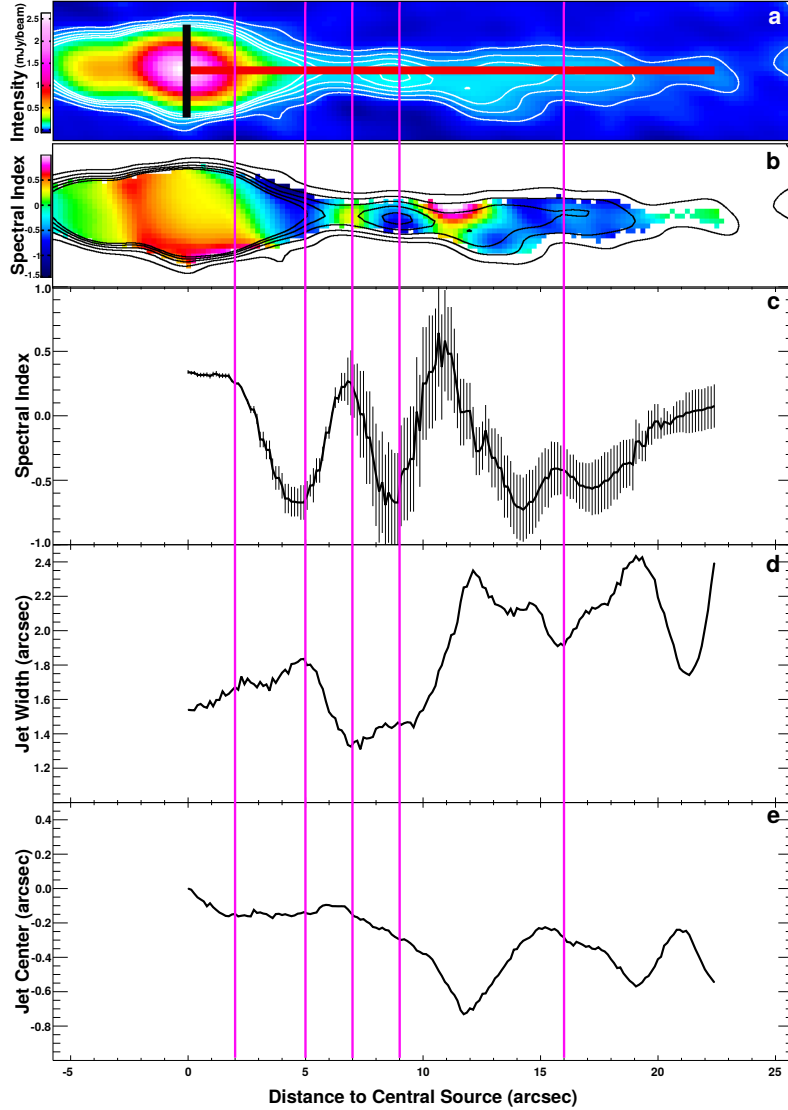 a
Intensity (mJy/beam)
2.5
2
1.5
1
0.5
0
b
Spectral Index
0.5
0
-0.5
-1
-1.5
c
Spectral Index
1.0
0.5
0.0
-0.5
-1.0
d
Jet Width (arcsec)
2.4
2.0
1.8
1.6
1.4
1.2
e
Jet Center (arcsec)
0.4
0.2
0.0
-0.2
-0.4
-0.6
-0.8
-5 0 5 10 15 20 25
Distance to Central Source (arcsec)